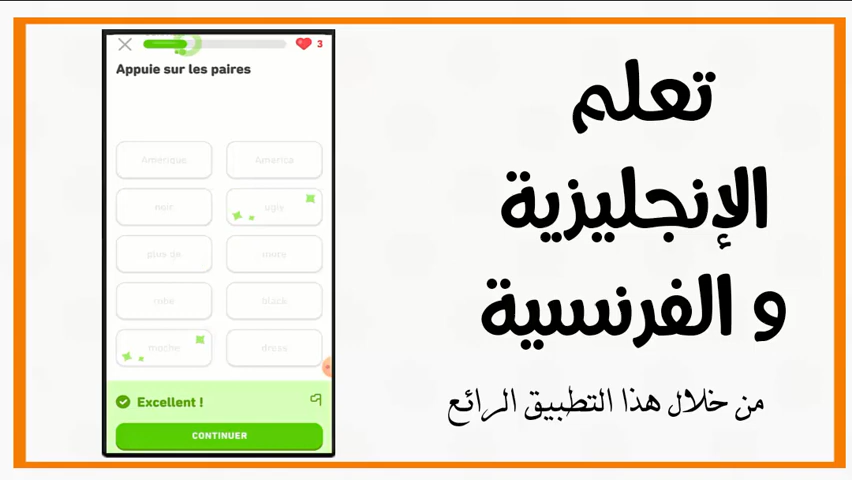 3
Appuie sur les paires
Amérique
America
noir
ugly
plus de
more
robe
black
moche
dress
Excellent !
CONTINUER
تعلم
الإنجليزية
و الفرنسية
من خلال هذا التطبيق الرائع